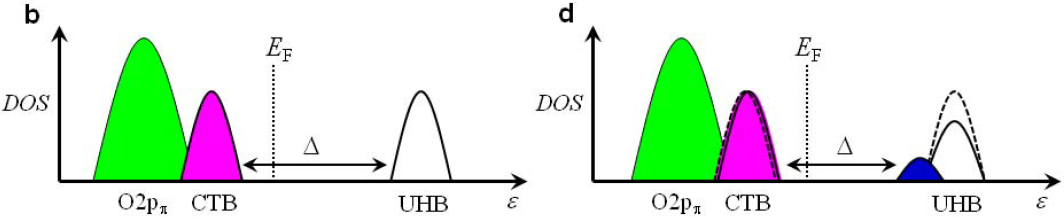 b
E_F
DOS
Δ
O2p_π CTB UHB ε
d
E_F
DOS
Δ
O2p_π CTB UHB ε